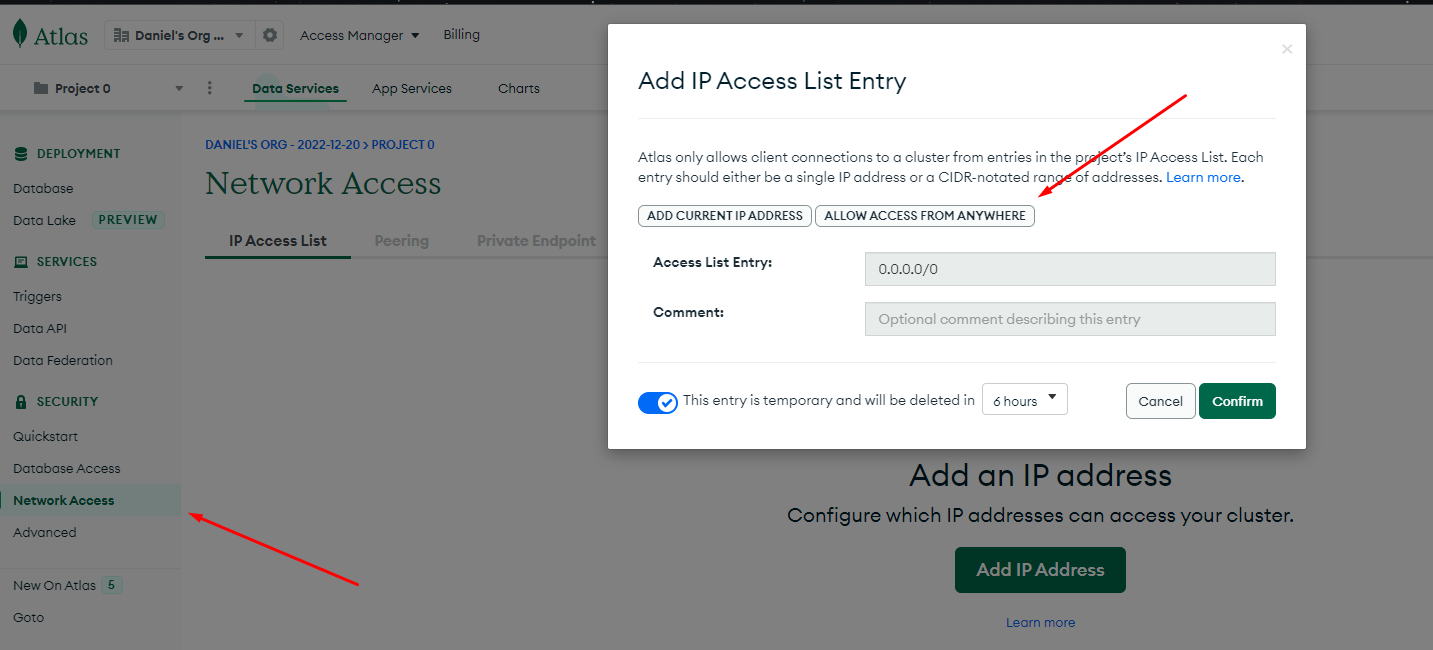 Atlas
Daniel's Org ...
Access Manager
Billing
Project 0
Data Services
App Services
Charts
DEPLOYMENT
Database
Data Lake PREVIEW
SERVICES
Triggers
Data API
Data Federation
SECURITY
Quickstart
Database Access
Network Access
Advanced
New On Atlas 5
Goto
DANIEL'S ORG - 2022-12-20 > PROJECT 0
Network Access
IP Access List
Peering
Private Endpoint
Add IP Access List Entry
Atlas only allows client connections to a cluster from entries in the project's IP Access List. Each
entry should either be a single IP address or a CIDR-notated range of addresses. Learn more.
ADD CURRENT IP ADDRESS
ALLOW ACCESS FROM ANYWHERE
Access List Entry:
0.0.0.0/0
Comment:
Optional comment describing this entry
This entry is temporary and will be deleted in
6 hours
Cancel
Confirm
Add an IP address
Configure which IP addresses can access your cluster.
Add IP Address
Learn more